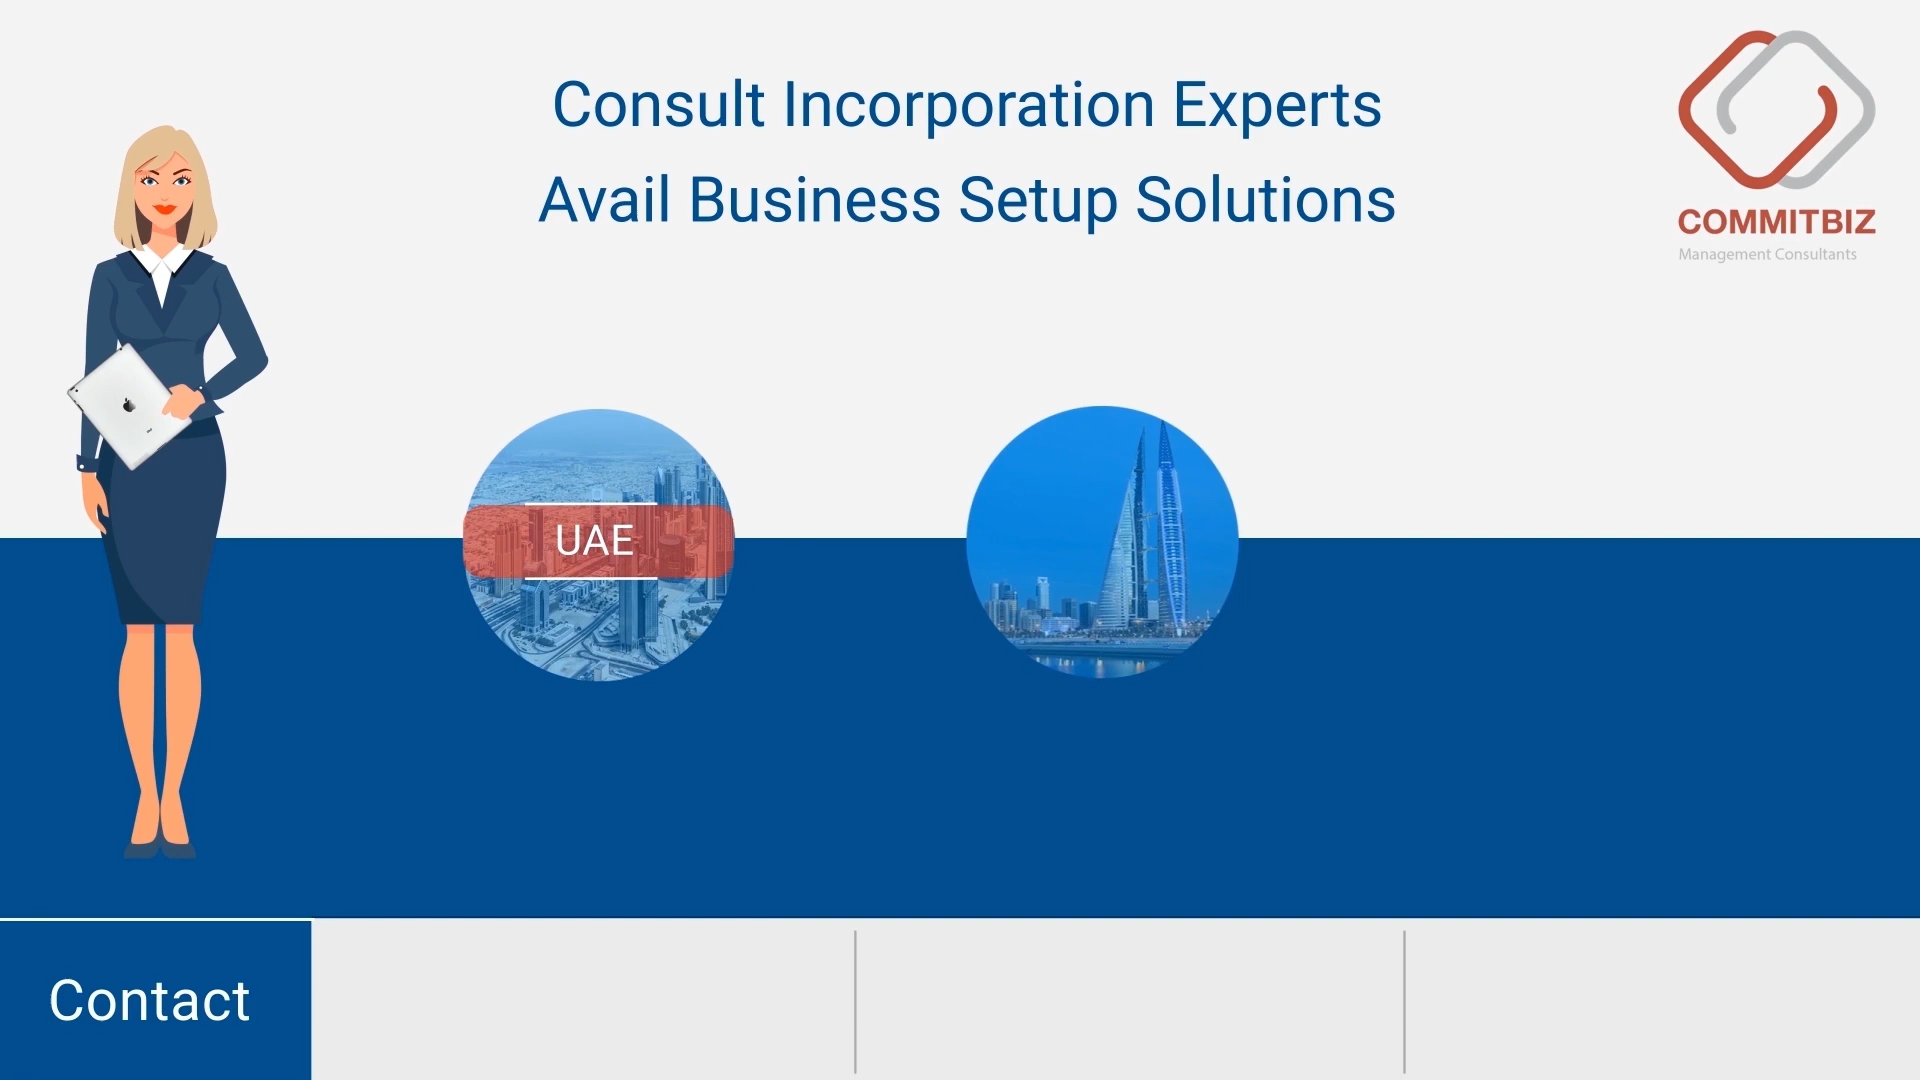 Consult Incorporation Experts
Avail Business Setup Solutions
COMMITBIZ
Management Consultants
UAE
Contact